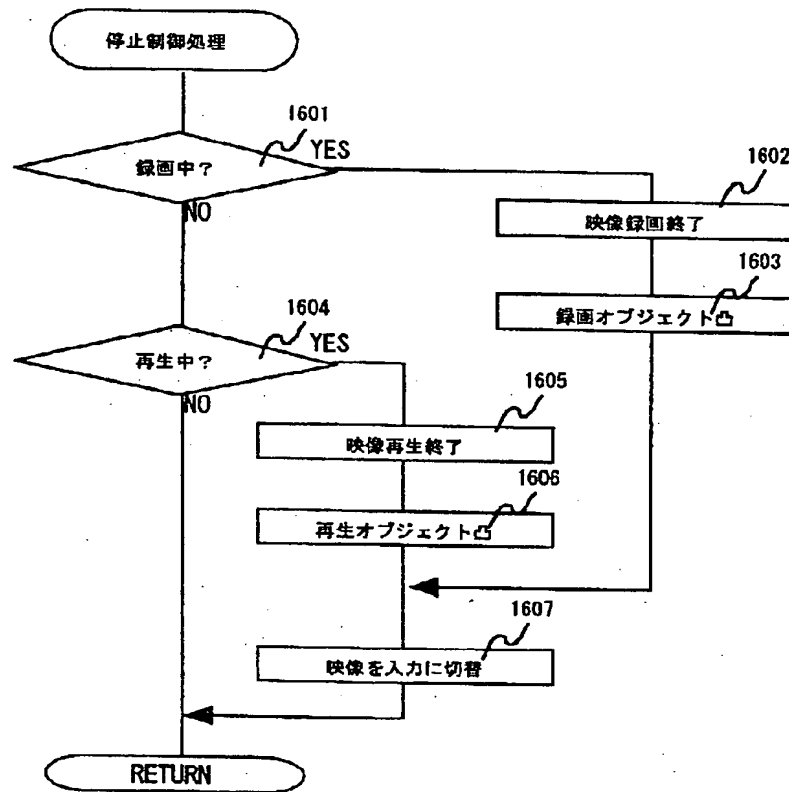 停止制御処理
1601
録画中?
YES
NO
1602
映像録画終了
1603
録画オブジェクト凸
1604
再生中?
YES
NO
1605
映像再生終了
1606
再生オブジェクト凸
1607
映像を入力に切替
RETURN